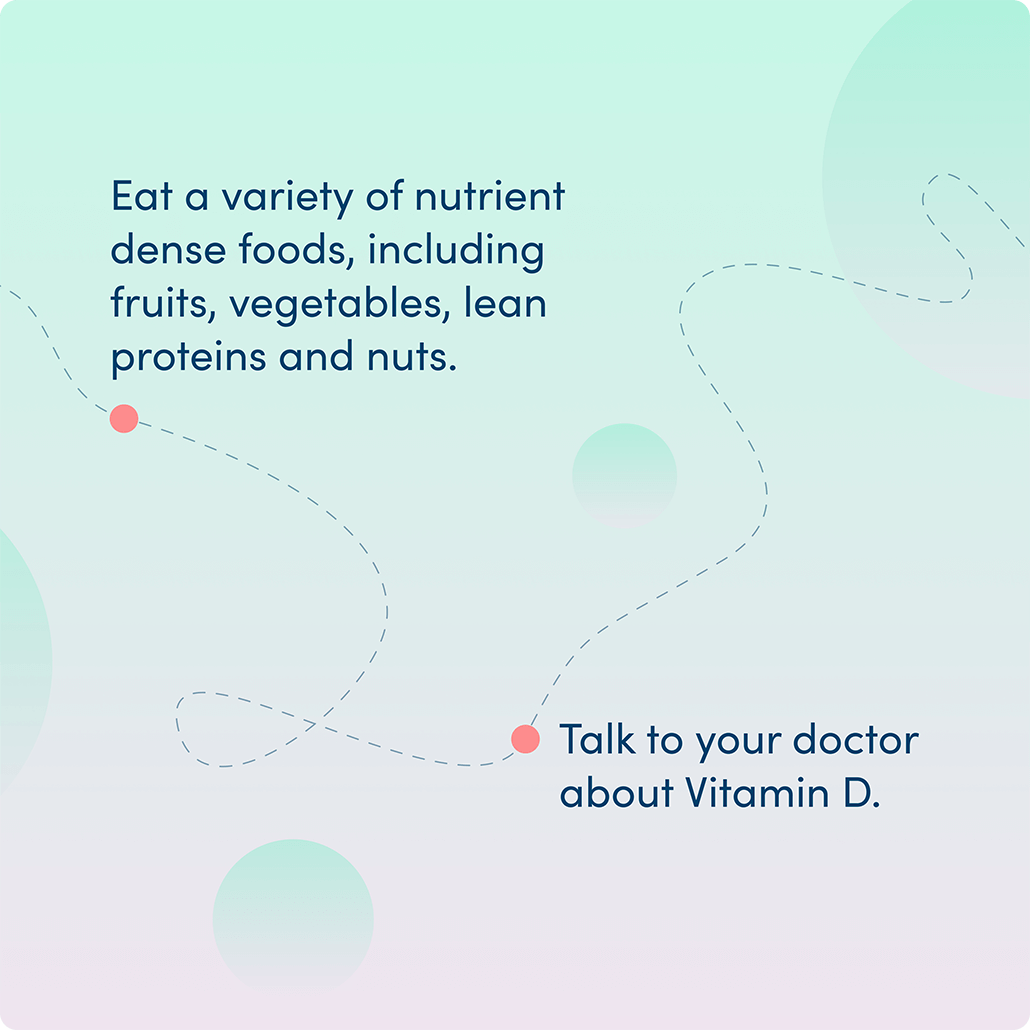 Eat a variety of nutrient
dense foods, including
fruits, vegetables, lean
proteins and nuts.
Talk to your doctor
about Vitamin D.